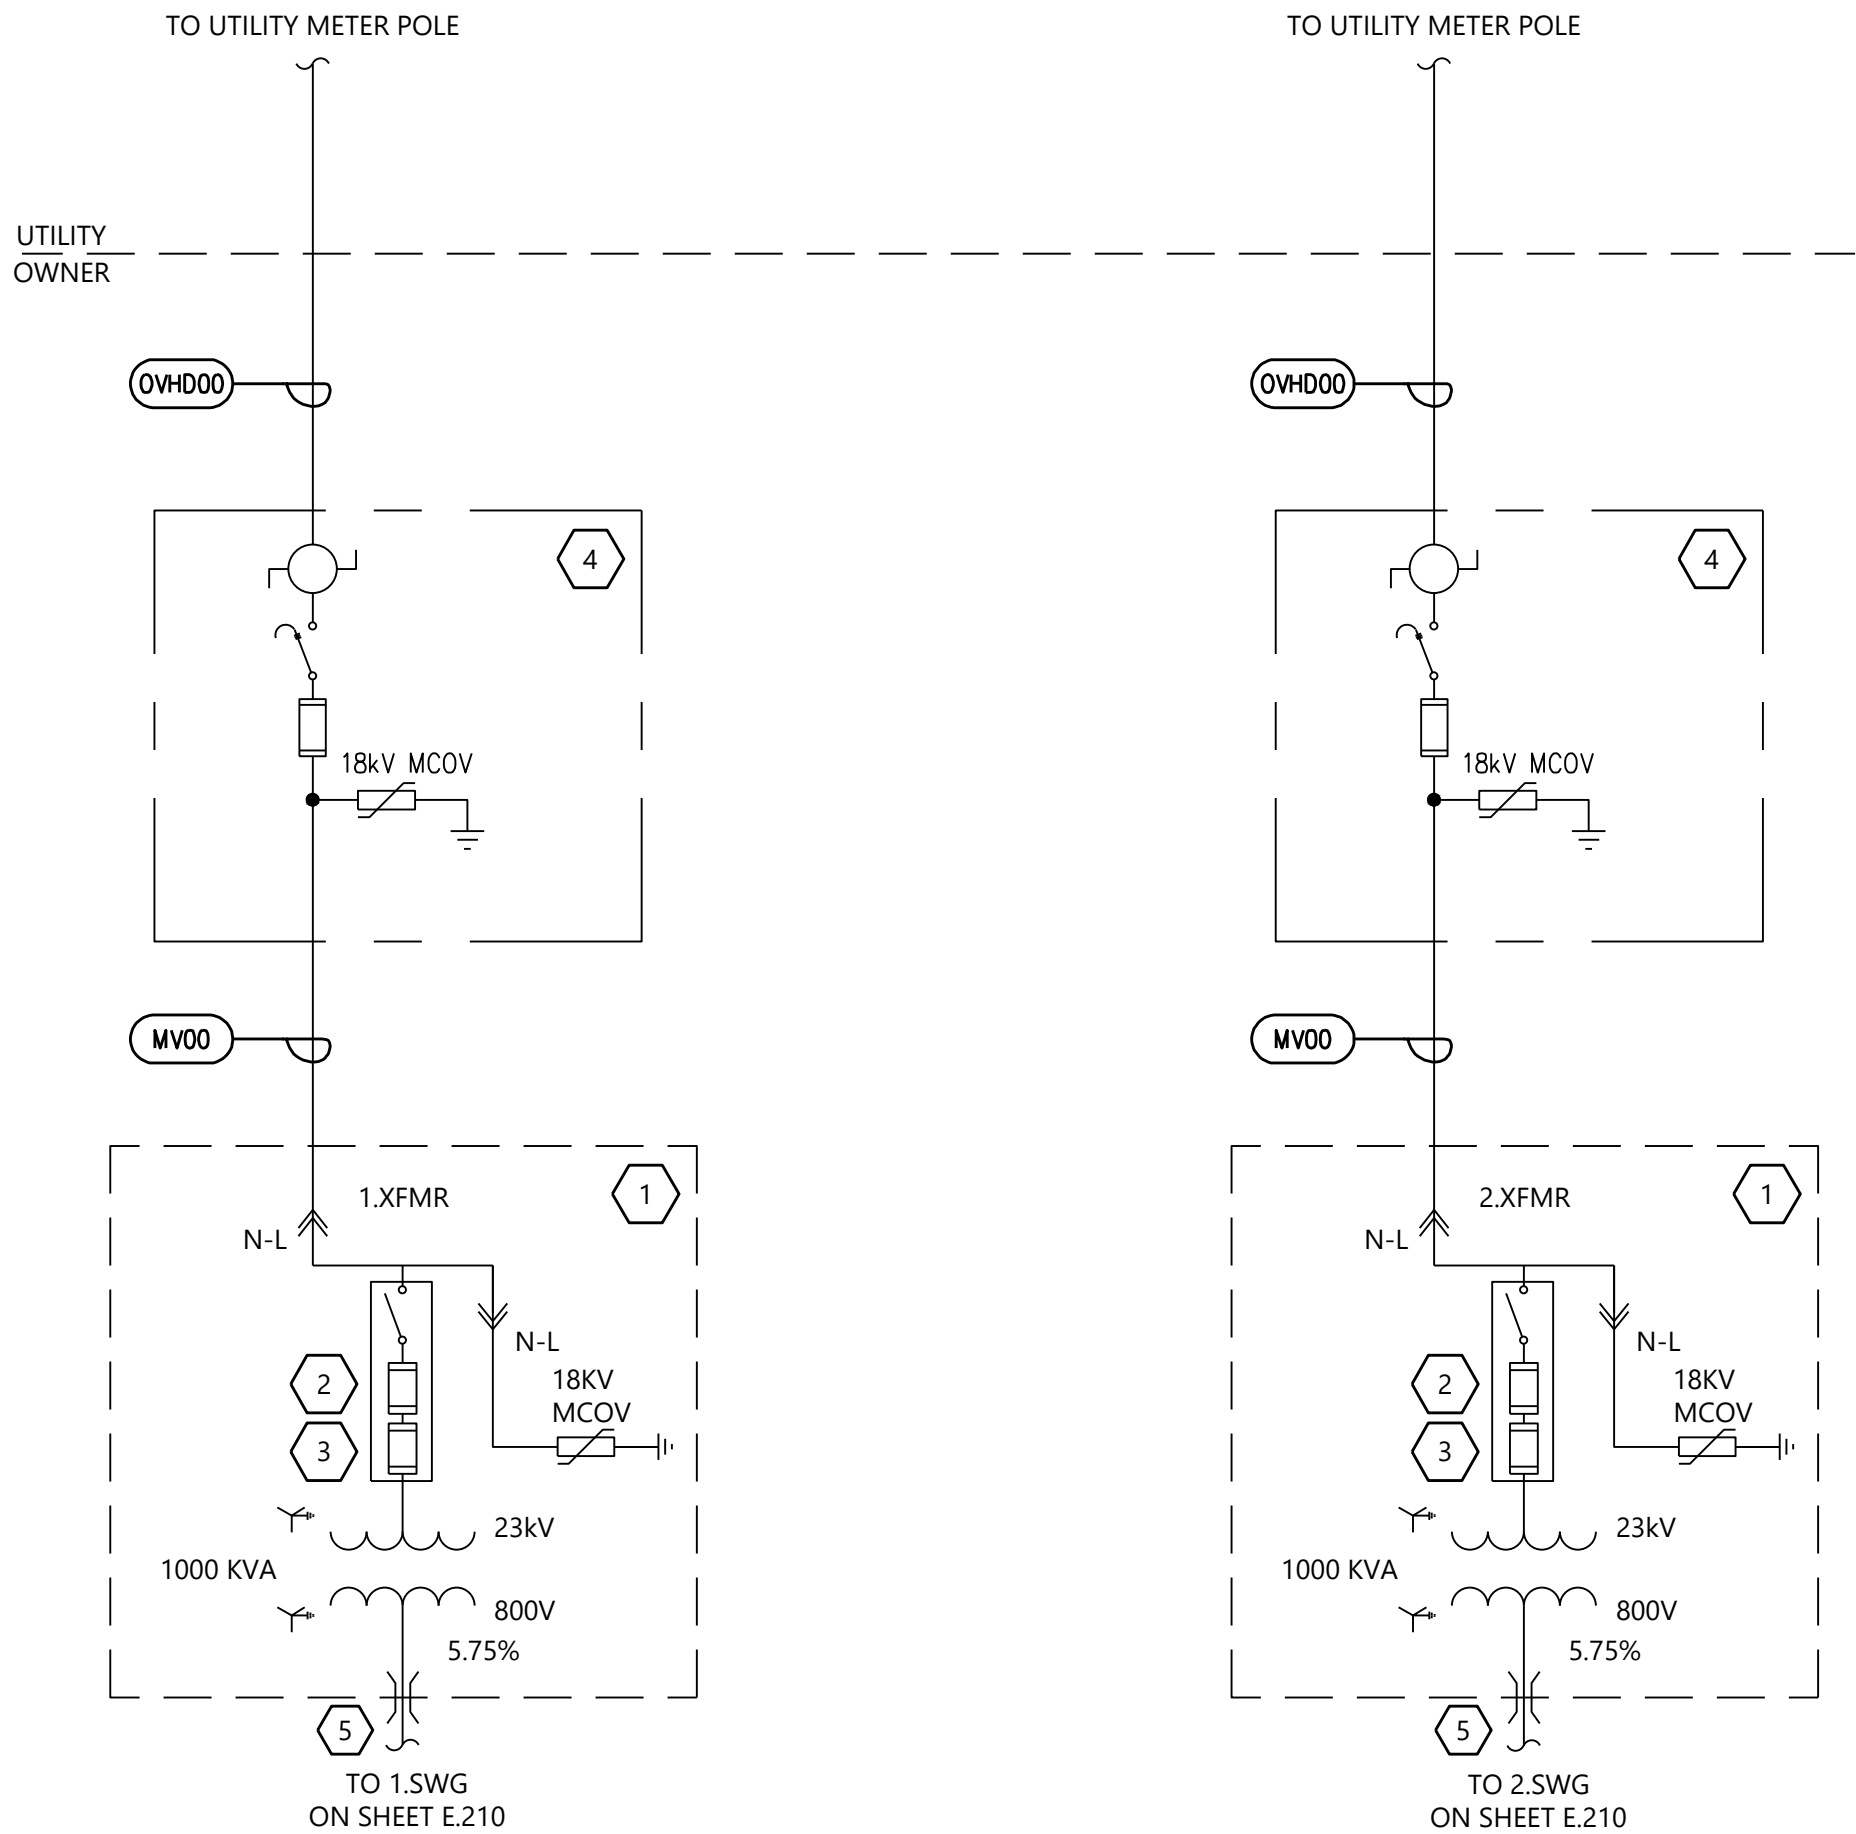 TO UTILITY METER POLE
TO UTILITY METER POLE
UTILITY
OWNER
OVHD00
OVHD00
4
4
18kV MCOV
18kV MCOV
MV00
MV00
1.XFMR
1
N-L
N-L
2
3
18KV
MCOV
23kV
1000 KVA
800V
5.75%
5
TO 1.SWG
ON SHEET E.210
2.XFMR
1
N-L
N-L
2
3
18KV
MCOV
23kV
1000 KVA
800V
5.75%
5
TO 2.SWG
ON SHEET E.210